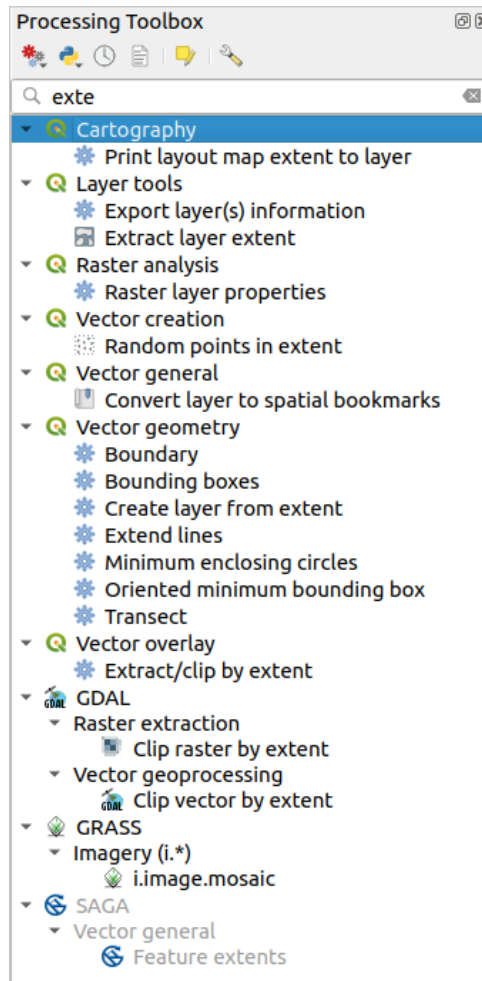 Processing Toolbox
exte
Cartography
Print layout map extent to layer
Layer tools
Export layer(s) information
Extract layer extent
Raster analysis
Raster layer properties
Vector creation
Random points in extent
Vector general
Convert layer to spatial bookmarks
Vector geometry
Boundary
Bounding boxes
Create layer from extent
Extend lines
Minimum enclosing circles
Oriented minimum bounding box
Transect
Vector overlay
Extract/clip by extent
GDAL
Raster extraction
Clip raster by extent
Vector geoprocessing
Clip vector by extent
GRASS
Imagery (i.*)
i.image.mosaic
SAGA
Vector general
Feature extents